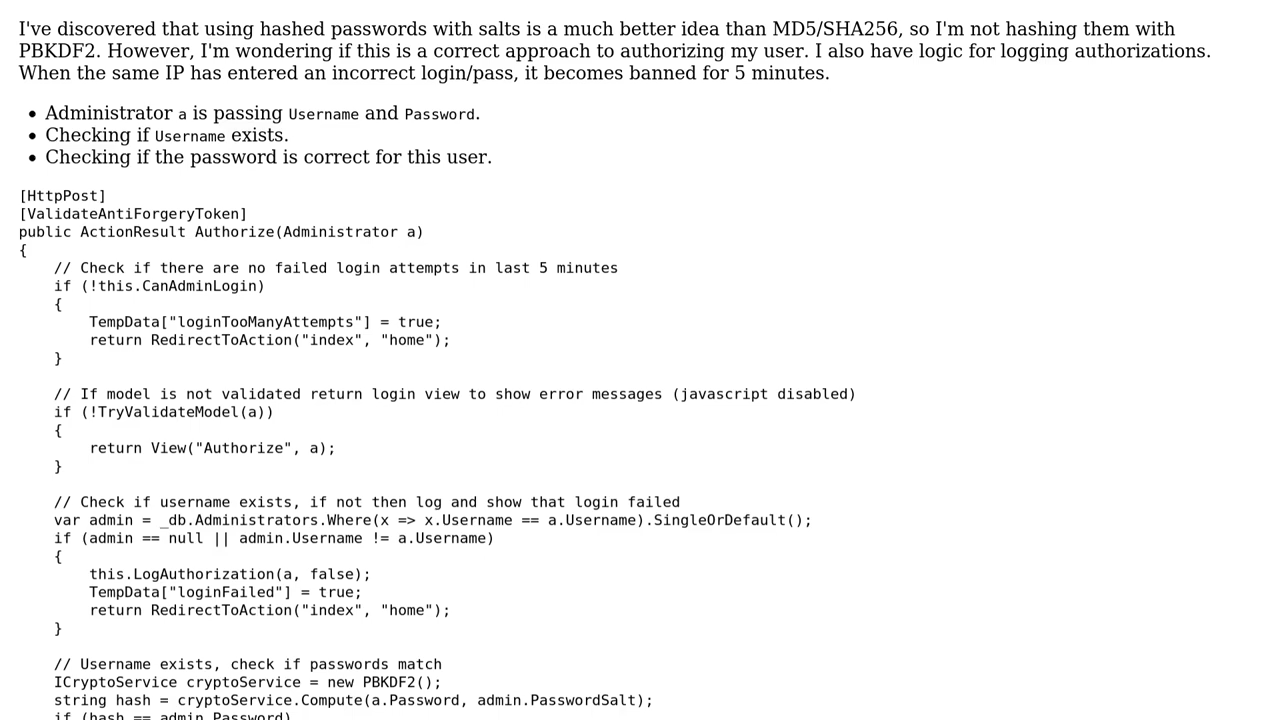 I've discovered that using hashed passwords with salts is a much better idea than MD5/SHA256, so I'm not hashing them with
PBKDF2. However, I'm wondering if this is a correct approach to authorizing my user. I also have logic for logging authorizations.
When the same IP has entered an incorrect login/pass, it becomes banned for 5 minutes.
• Administrator a is passing Username and Password.
• Checking if Username exists.
• Checking if the password is correct for this user.
[HttpPost]
[ValidateAntiForgeryToken]
public ActionResult Authorize(Administrator a)
{
    // Check if there are no failed login attempts in last 5 minutes
    if (!this.CanAdminLogin)
    {
        TempData["loginTooManyAttempts"] = true;
        return RedirectToAction("index", "home");
    }

    // If model is not validated return login view to show error messages (javascript disabled)
    if (!TryValidateModel(a))
    {
        return View("Authorize", a);
    }

    // Check if username exists, if not then log and show that login failed
    var admin = _db.Administrators.Where(x => x.Username == a.Username).SingleOrDefault();
    if (admin == null || admin.Username != a.Username)
    {
        this.LogAuthorization(a, false);
        TempData["loginFailed"] = true;
        return RedirectToAction("index", "home");
    }

    // Username exists, check if passwords match
    ICryptoService cryptoService = new PBKDF2();
    string hash = cryptoService.Compute(a.Password, admin.PasswordSalt);
    if (hash == admin.Password)